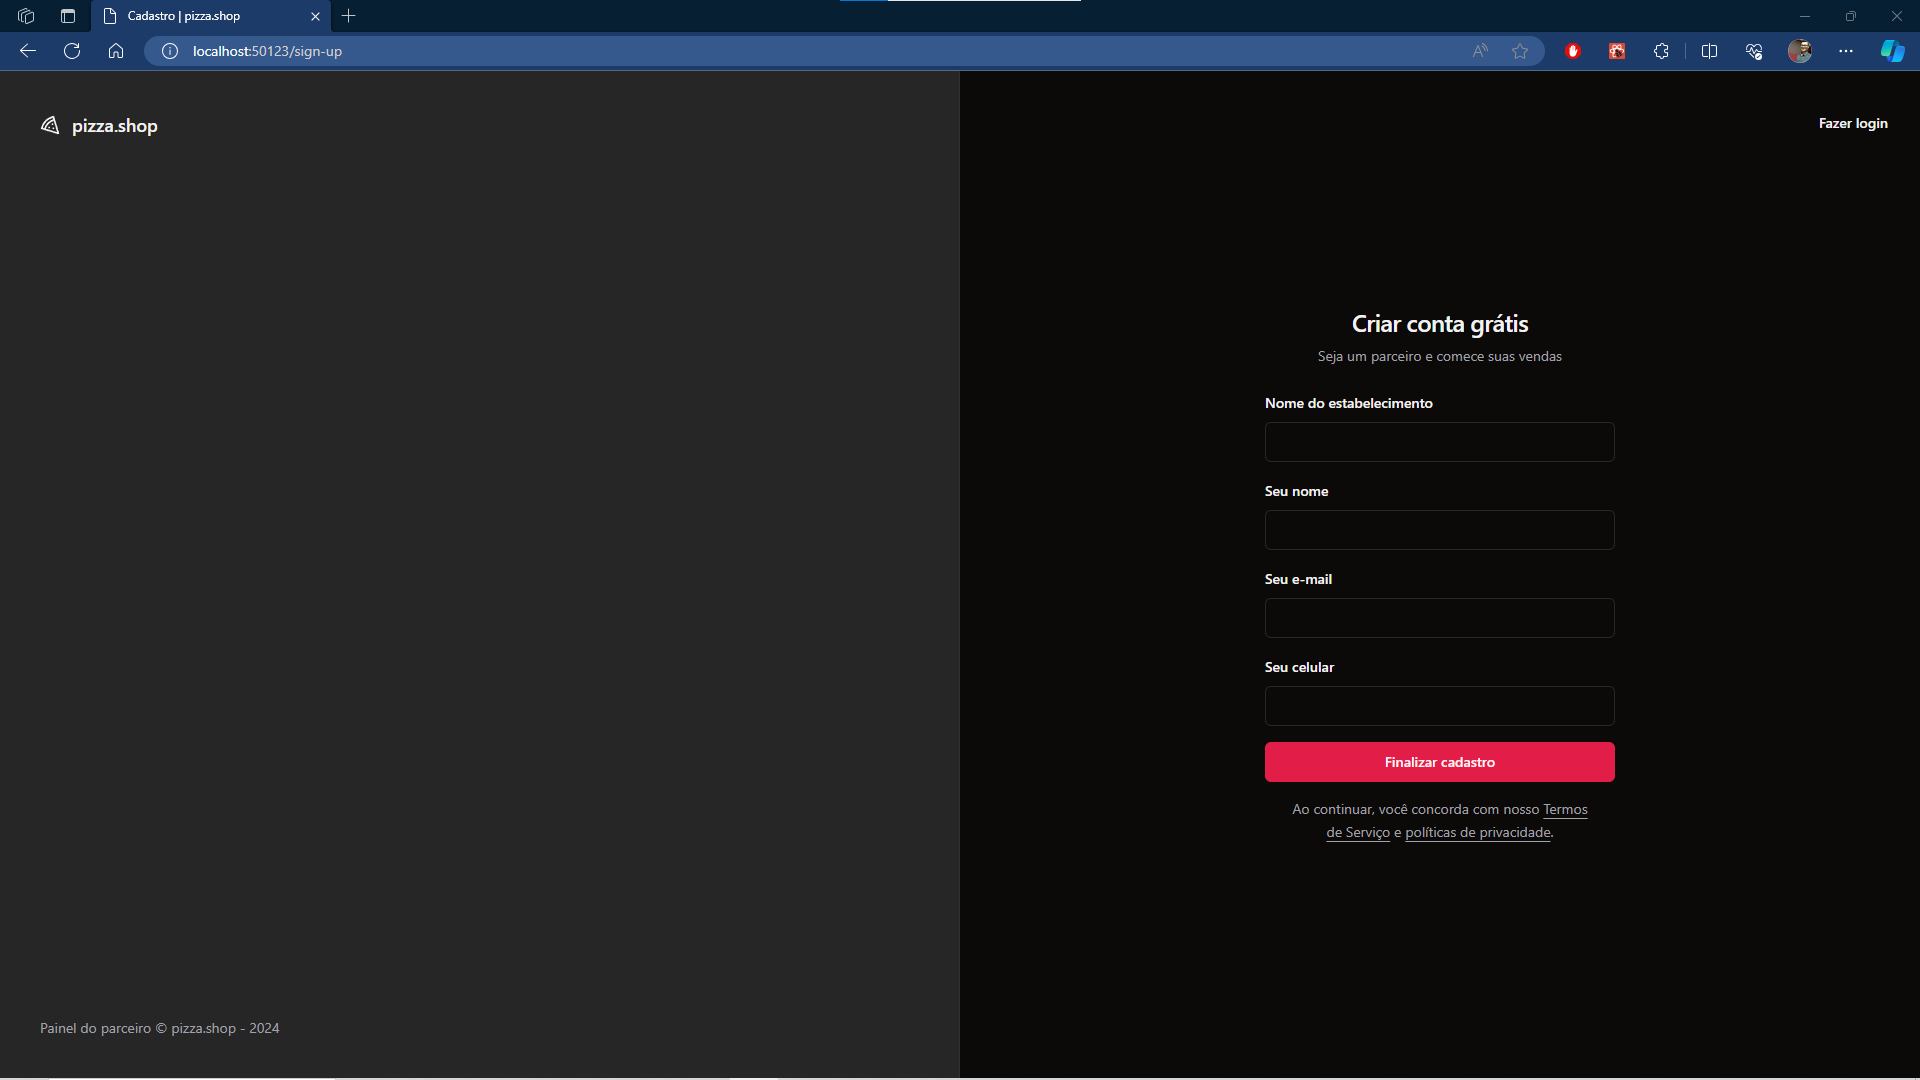 Cadastro | pizza.shop
localhost:50123/sign-up
pizza.shop
Fazer login
Criar conta grátis
Seja um parceiro e comece suas vendas
Nome do estabelecimento
Seu nome
Seu e-mail
Seu celular
Finalizar cadastro
Ao continuar, você concorda com nosso Termos
de Serviço e políticas de privacidade.
Painel do parceiro © pizza.shop - 2024